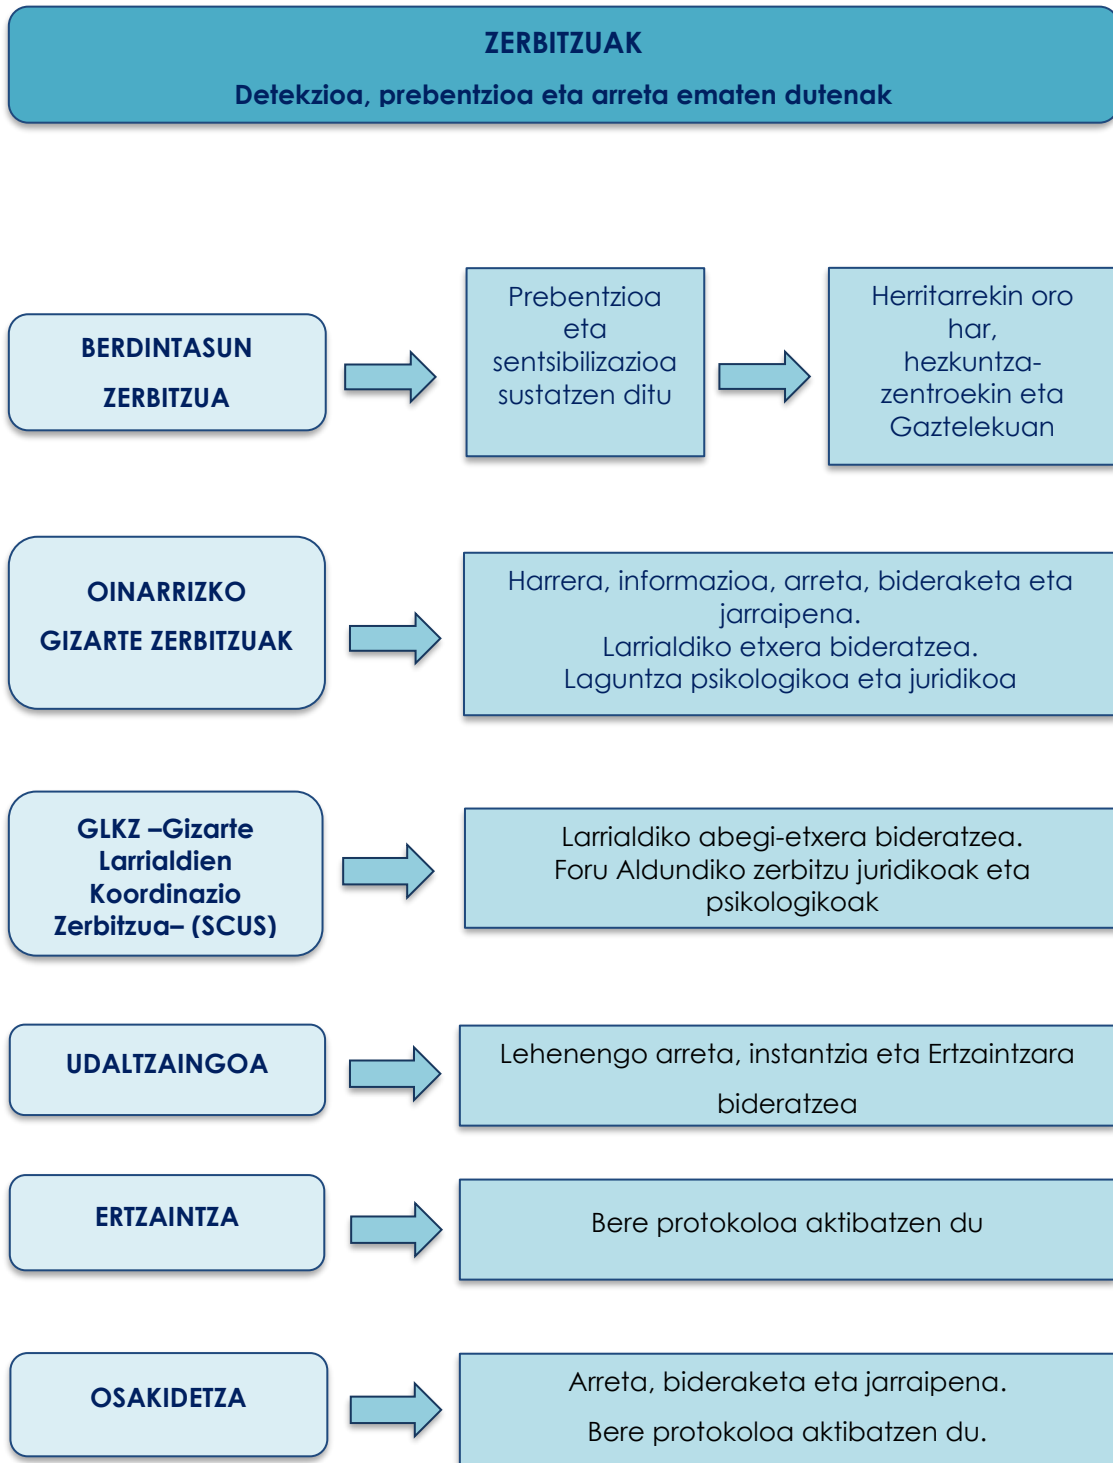 ZERBITZUAK
Detekzioa, prebentzioa eta arreta ematen dutenak
BERDINTASUN
ZERBITZUA
Prebentzioa
eta
sentsibilizazioa
sustatzen ditu
Herritarrekin oro
har,
hezkuntza-
zentroekin eta
Gaztelekuan
OINARRIZKO
GIZARTE ZERBITZUAK
Harrera, informazioa, arreta, bideraketa eta
jarraipena.
Larrialdiko etxera bideratzea.
Laguntza psikologikoa eta juridikoa
GLKZ –Gizarte
Larrialdien
Koordinazio
Zerbitzua– (SCUS)
Larrialdiko abegi-etxera bideratzea.
Foru Aldundiko zerbitzu juridikoak eta
psikologikoak
UDALTZAINGOA
Lehenengo arreta, instantzia eta Ertzaintzara
bideratzea
ERTZAINTZA
Bere protokoloa aktibatzen du
OSAKIDETZA
Arreta, bideraketa eta jarraipena.
Bere protokoloa aktibatzen du.